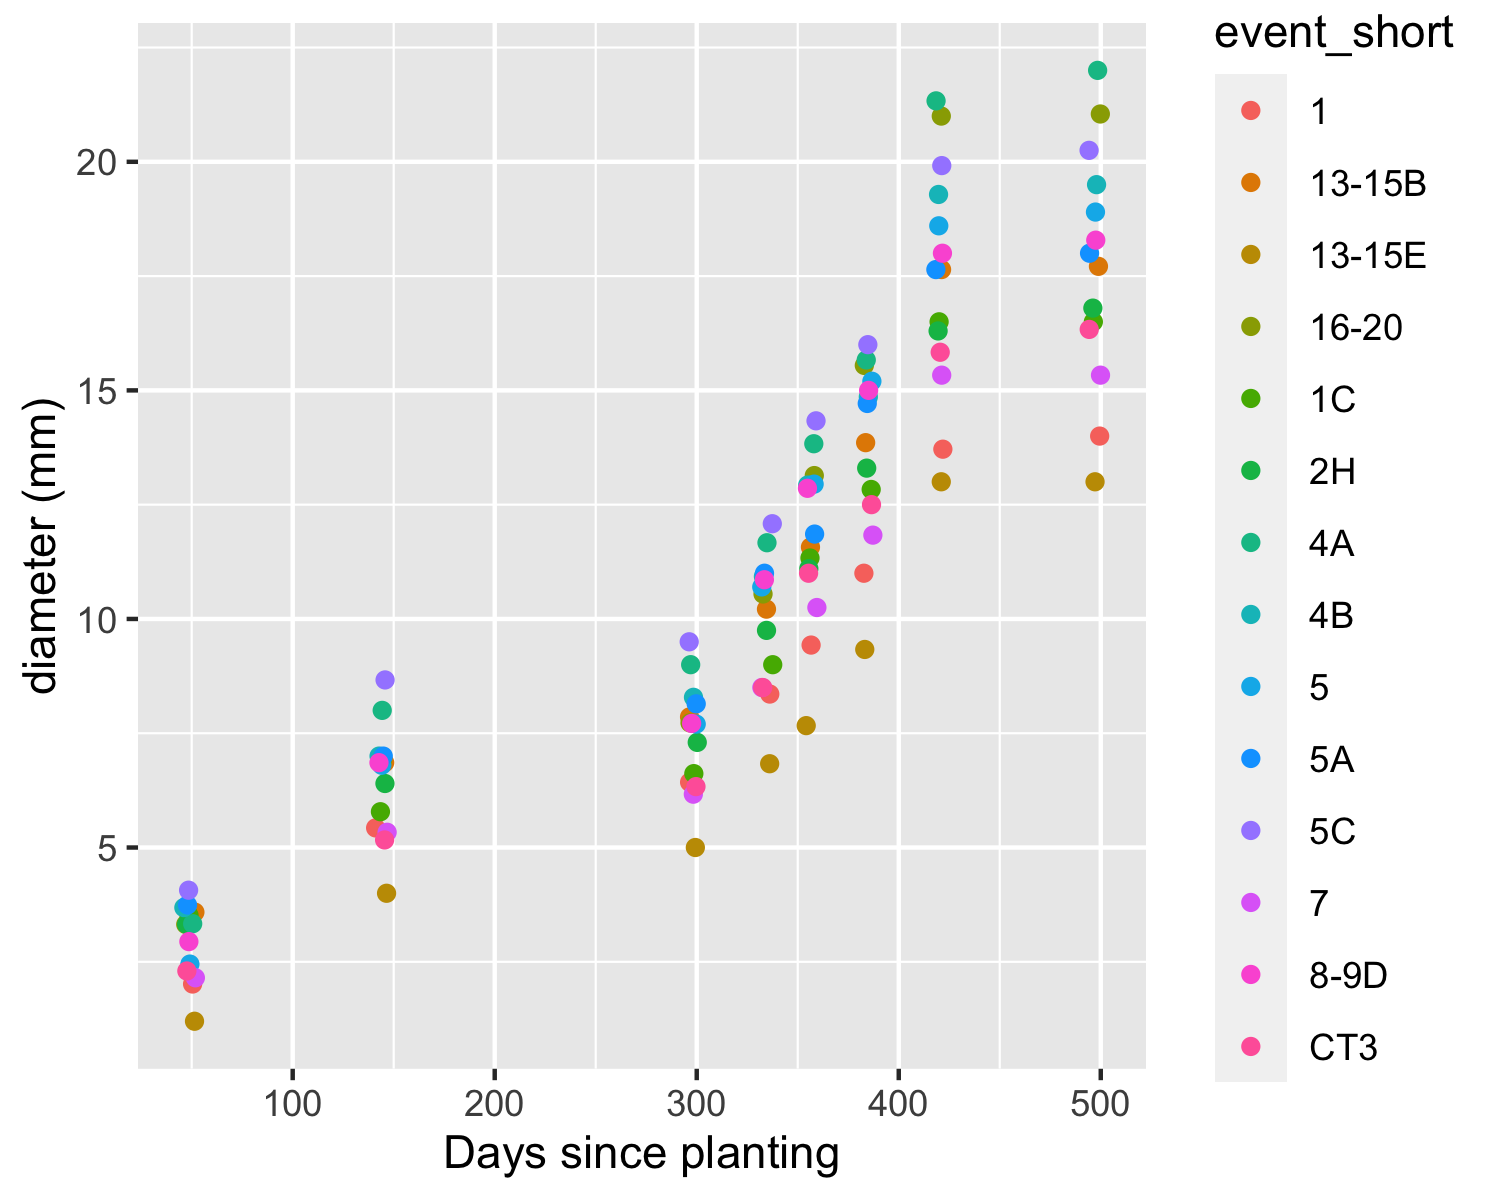 event_short
1
13-15B
13-15E
16-20
1C
2H
4A
4B
5
5A
5C
7
8-9D
CT3
diameter (mm)
20
15
10
5
100 200 300 400 500
Days since planting